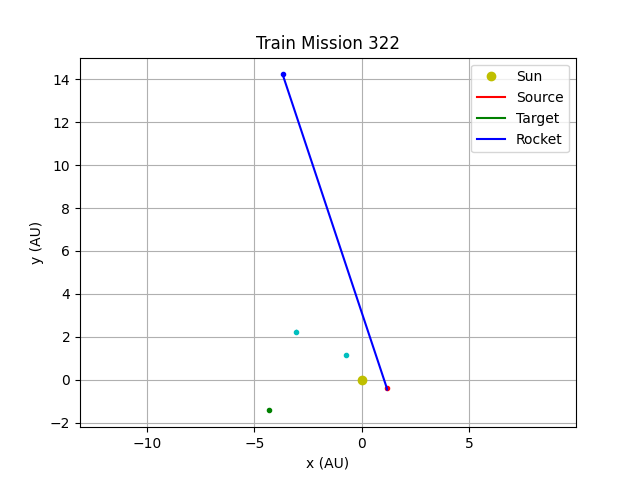 Train Mission 322
Sun
Source
Target
Rocket
14
12
10
8
6
4
2
0
−2
y (AU)
−10
−5
0
5
x (AU)